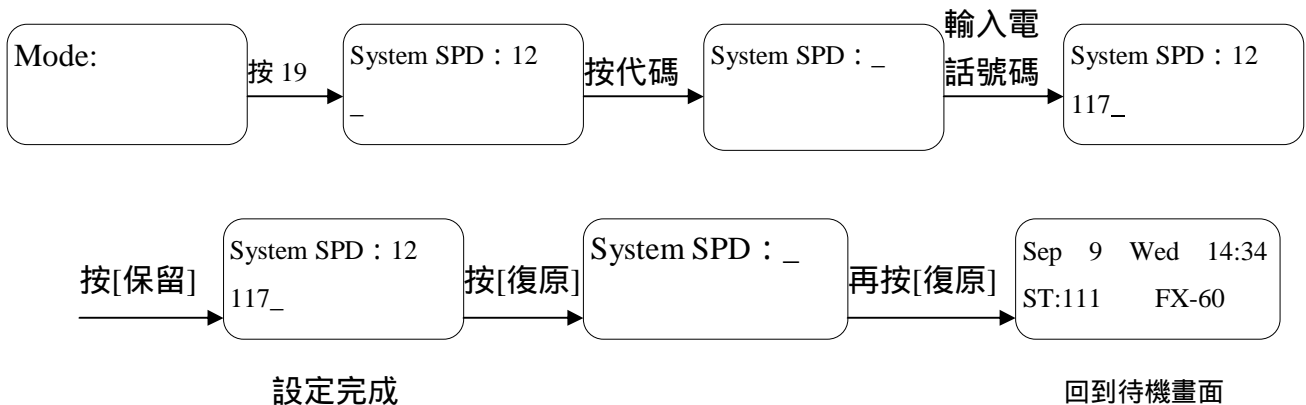 Mode:
按 19
System SPD：12
_
按代碼
System SPD：_
輸入電
話號碼
System SPD：12
117_
按[保留]
System SPD：12
117_
設定完成
按[復原]
System SPD：_
再按[復原]
Sep 9 Wed 14:34
ST:111 FX-60
回到待機畫面